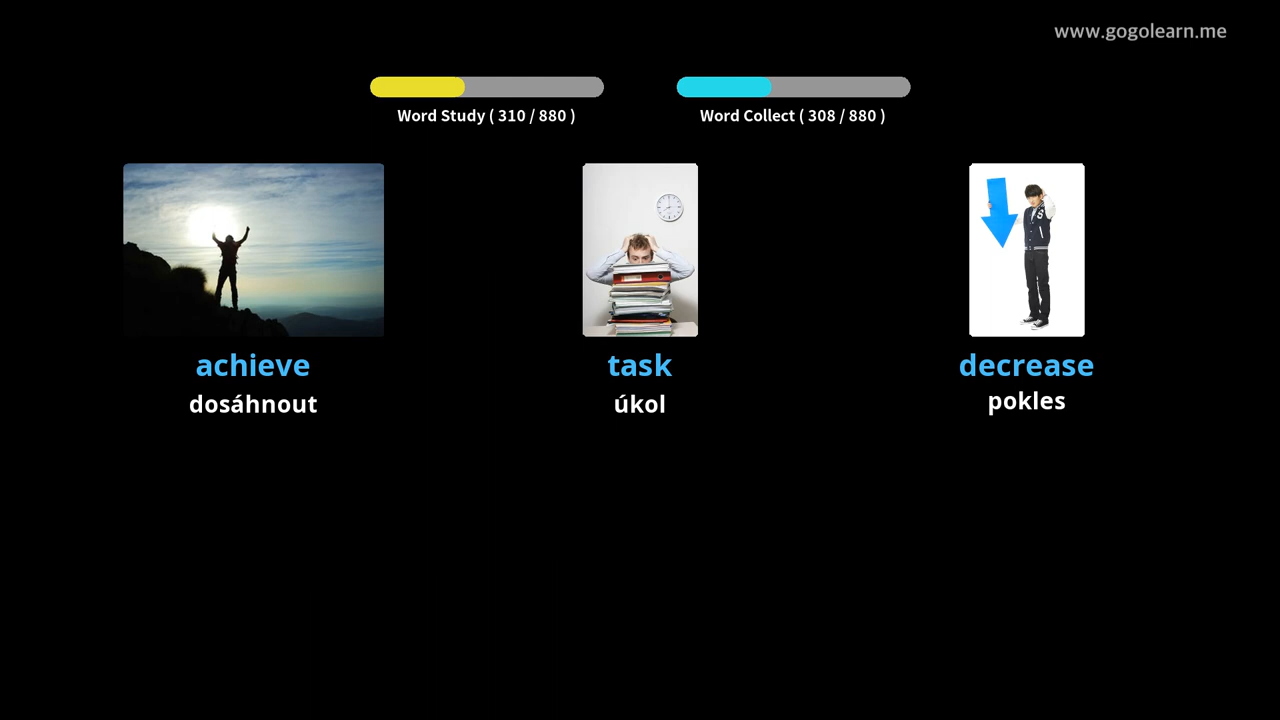 www.gogolearn.me
Word Study ( 310 / 880 )
Word Collect ( 308 / 880 )
achieve
dosáhnout
task
úkol
decrease
pokles